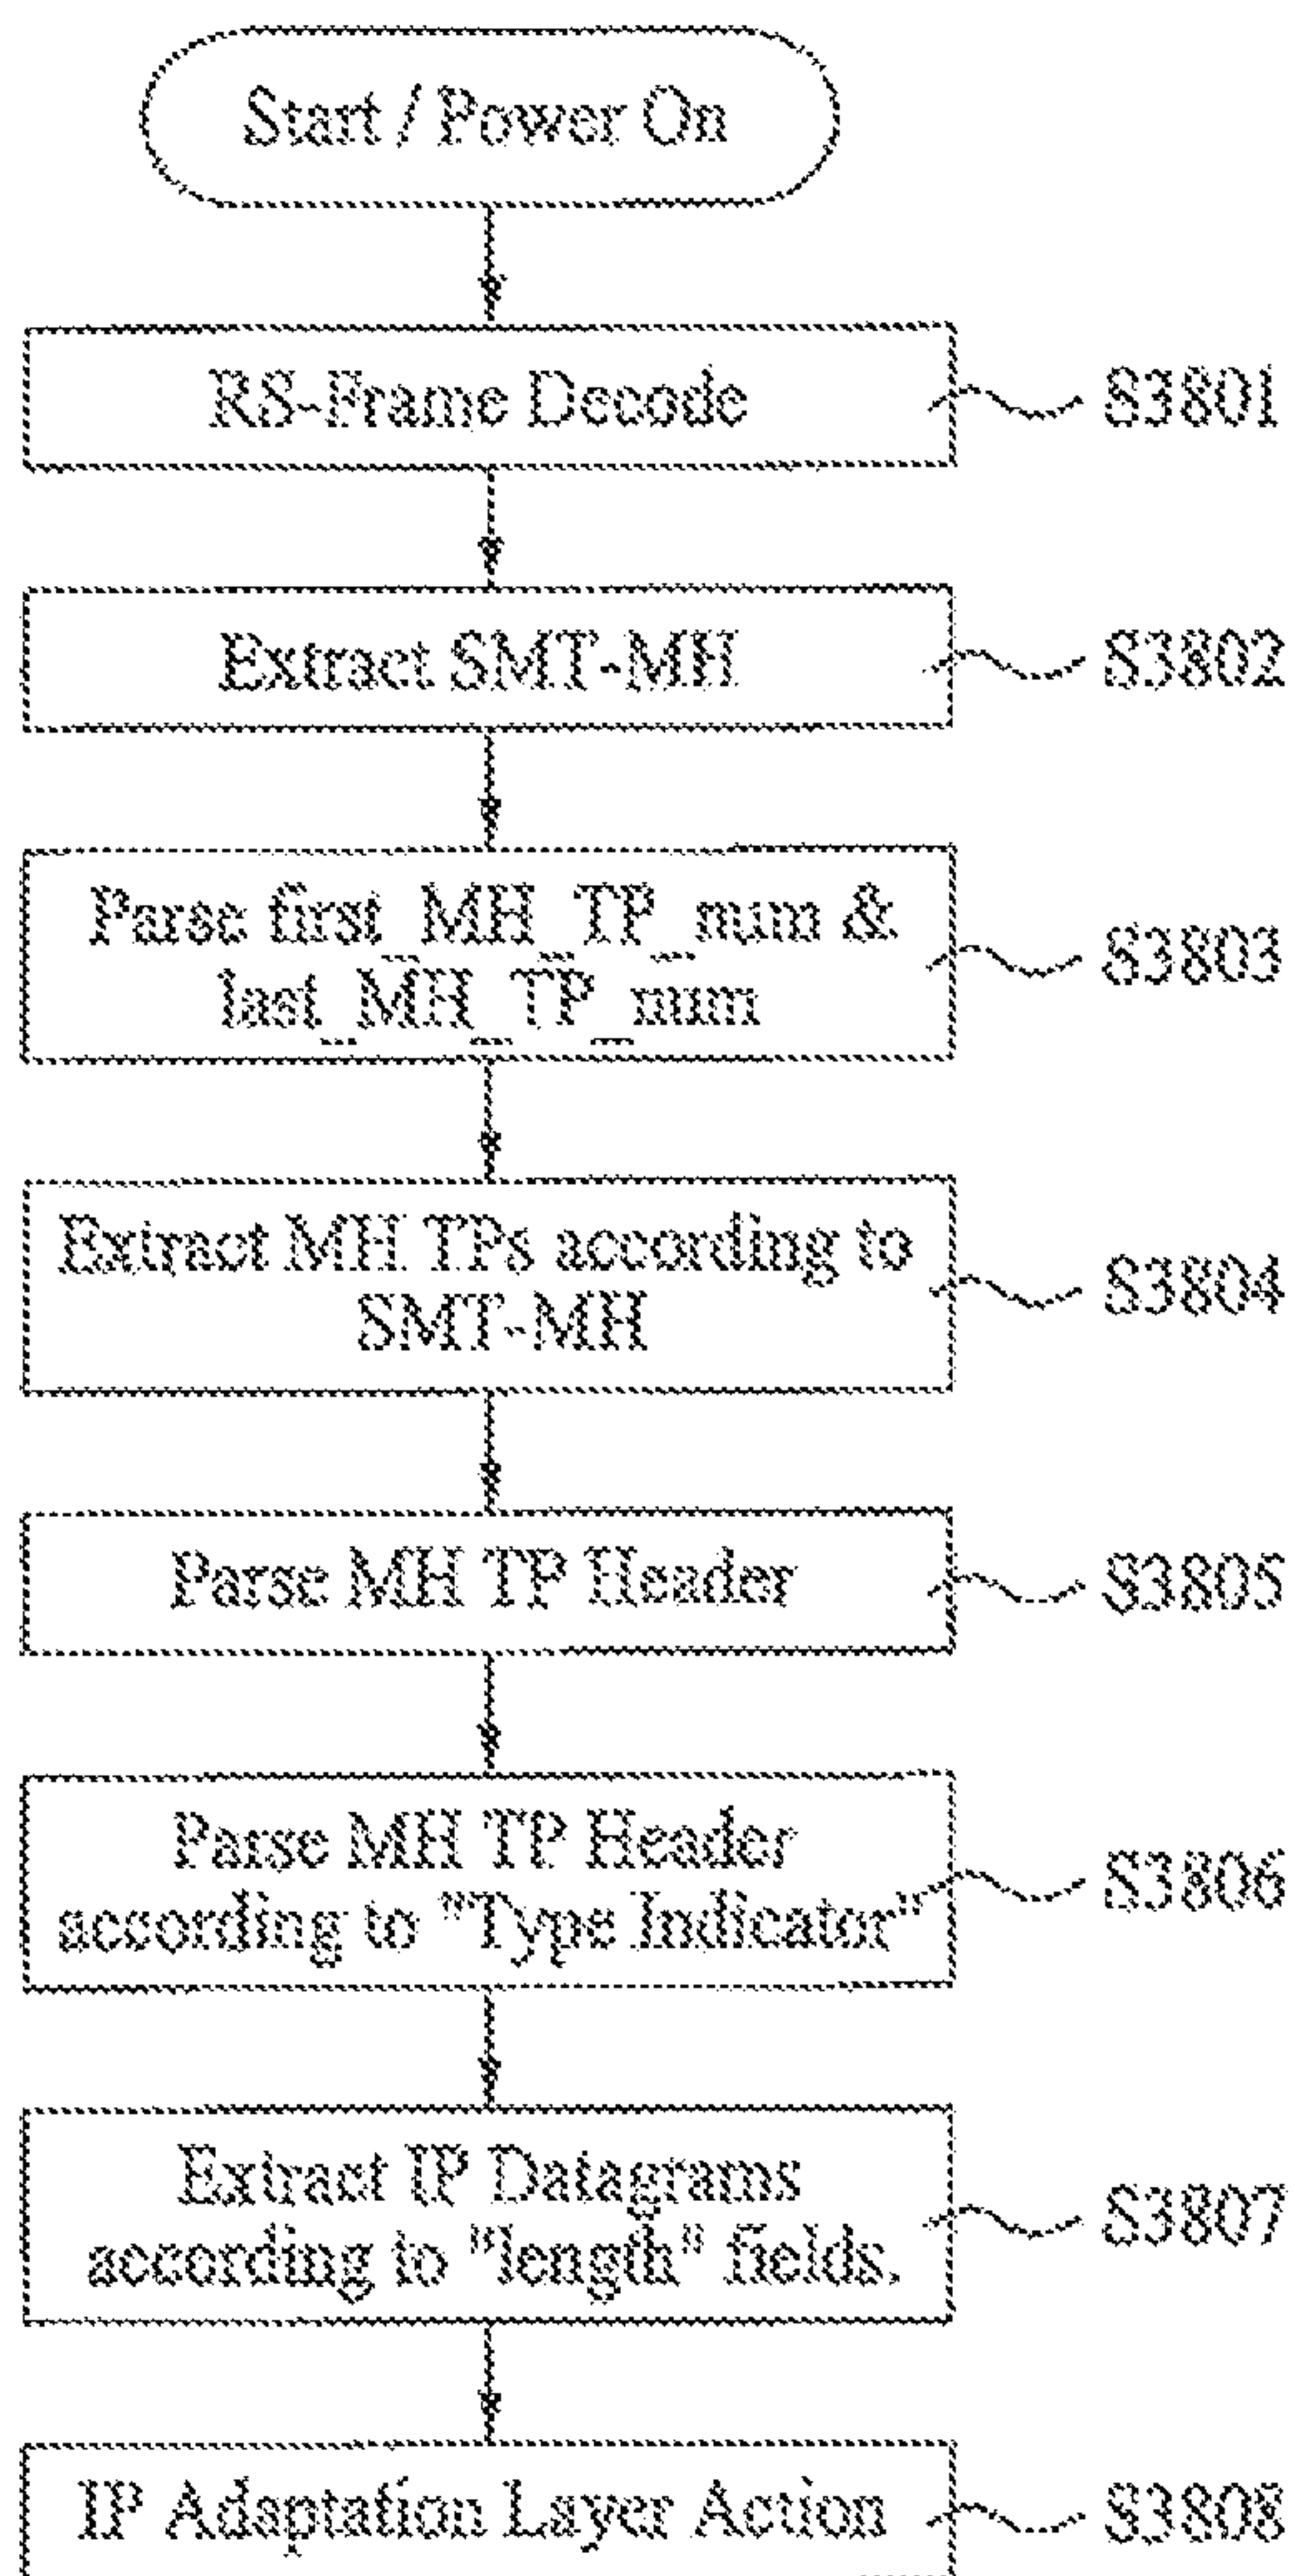 Start / Power On
RS-Frame Decode
S3801
Extract SMT-MH
S3802
Parse first_MH_TP_num &
last_MH_TP_num
S3803
Extract MH TPs according to
SMT-MH
S3804
Parse MH TP Header
S3805
Parse MH TP Header
according to "Type Indicator"
S3806
Extract IP Datagrams
according to "length" fields.
S3807
IP Adaptation Layer Action
S3808